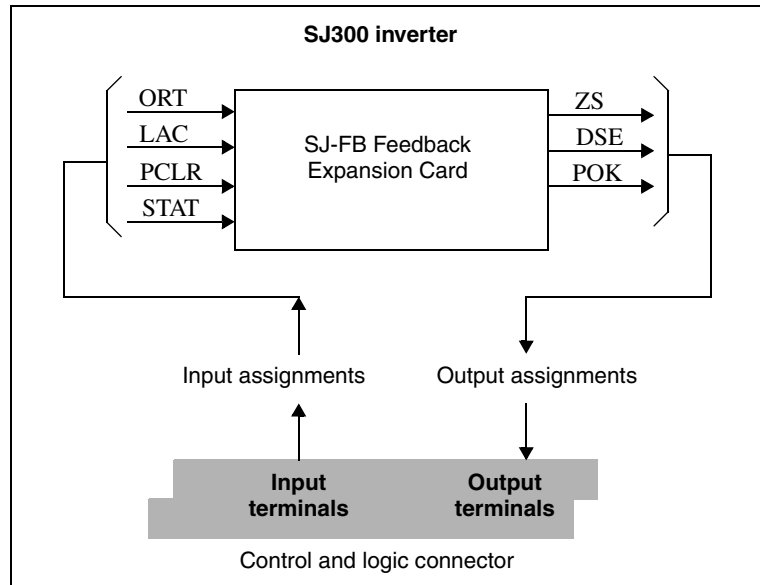 SJ300 inverter
ORT
LAC
PCLR
STAT
SJ-FB Feedback
Expansion Card
ZS
DSE
POK
Input assignments
Output assignments
Input
terminals
Output
terminals
Control and logic connector